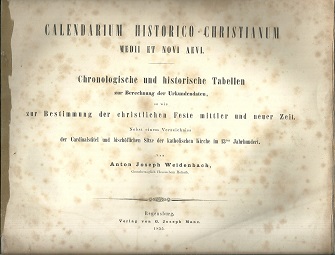 CALENDARIUM HISTORICO-CHRISTIANUM
MEDII ET NOVI AEVI.
Chronologische und historische Tabellen
zur Berechnung der Urkundendaten,
so wie
zur Bestimmung der christlichen Feste mittler und neuer Zeit.
Nebst einem Verzeichniss
der Cardinalstitel und bischöflichen Sitze der katholischen Kirche im Jahrhundert.
Von
Anton Joseph Weidenbach,
Regensburg,
Verlag von G. Joseph Manz.
1855.